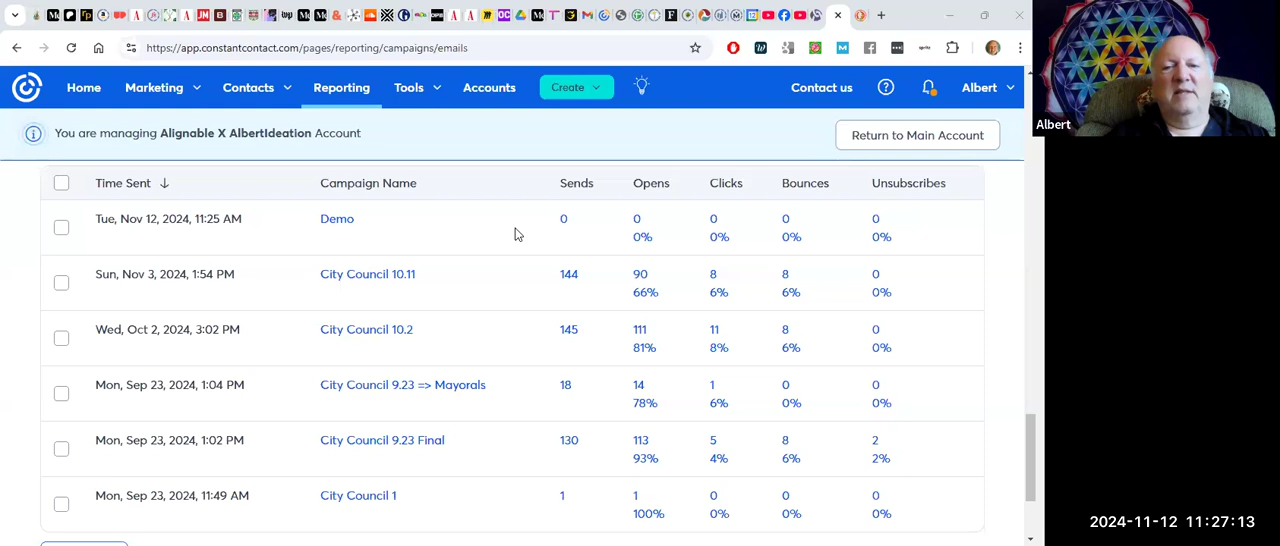 https://app.constantcontact.com/pages/reporting/campaigns/emails
Home Marketing Contacts Reporting Tools Accounts Create Contact us Albert
You are managing Alignable X AlbertIdeation Account Return to Main Account
Albert
Time Sent Campaign Name Sends Opens Clicks Bounces Unsubscribes
Tue, Nov 12, 2024, 11:25 AM Demo 0 0 0 0 0
0% 0% 0% 0%
Sun, Nov 3, 2024, 1:54 PM City Council 10.11 144 90 8 8 0
66% 6% 6% 0%
Wed, Oct 2, 2024, 3:02 PM City Council 10.2 145 111 11 8 0
81% 8% 6% 0%
Mon, Sep 23, 2024, 1:04 PM City Council 9.23 => Mayorals 18 14 1 0 0
78% 6% 0% 0%
Mon, Sep 23, 2024, 1:02 PM City Council 9.23 Final 130 113 5 8 2
93% 4% 6% 2%
Mon, Sep 23, 2024, 11:49 AM City Council 1 1 1 0 0 0
100% 0% 0% 0%
2024-11-12 11:27:13